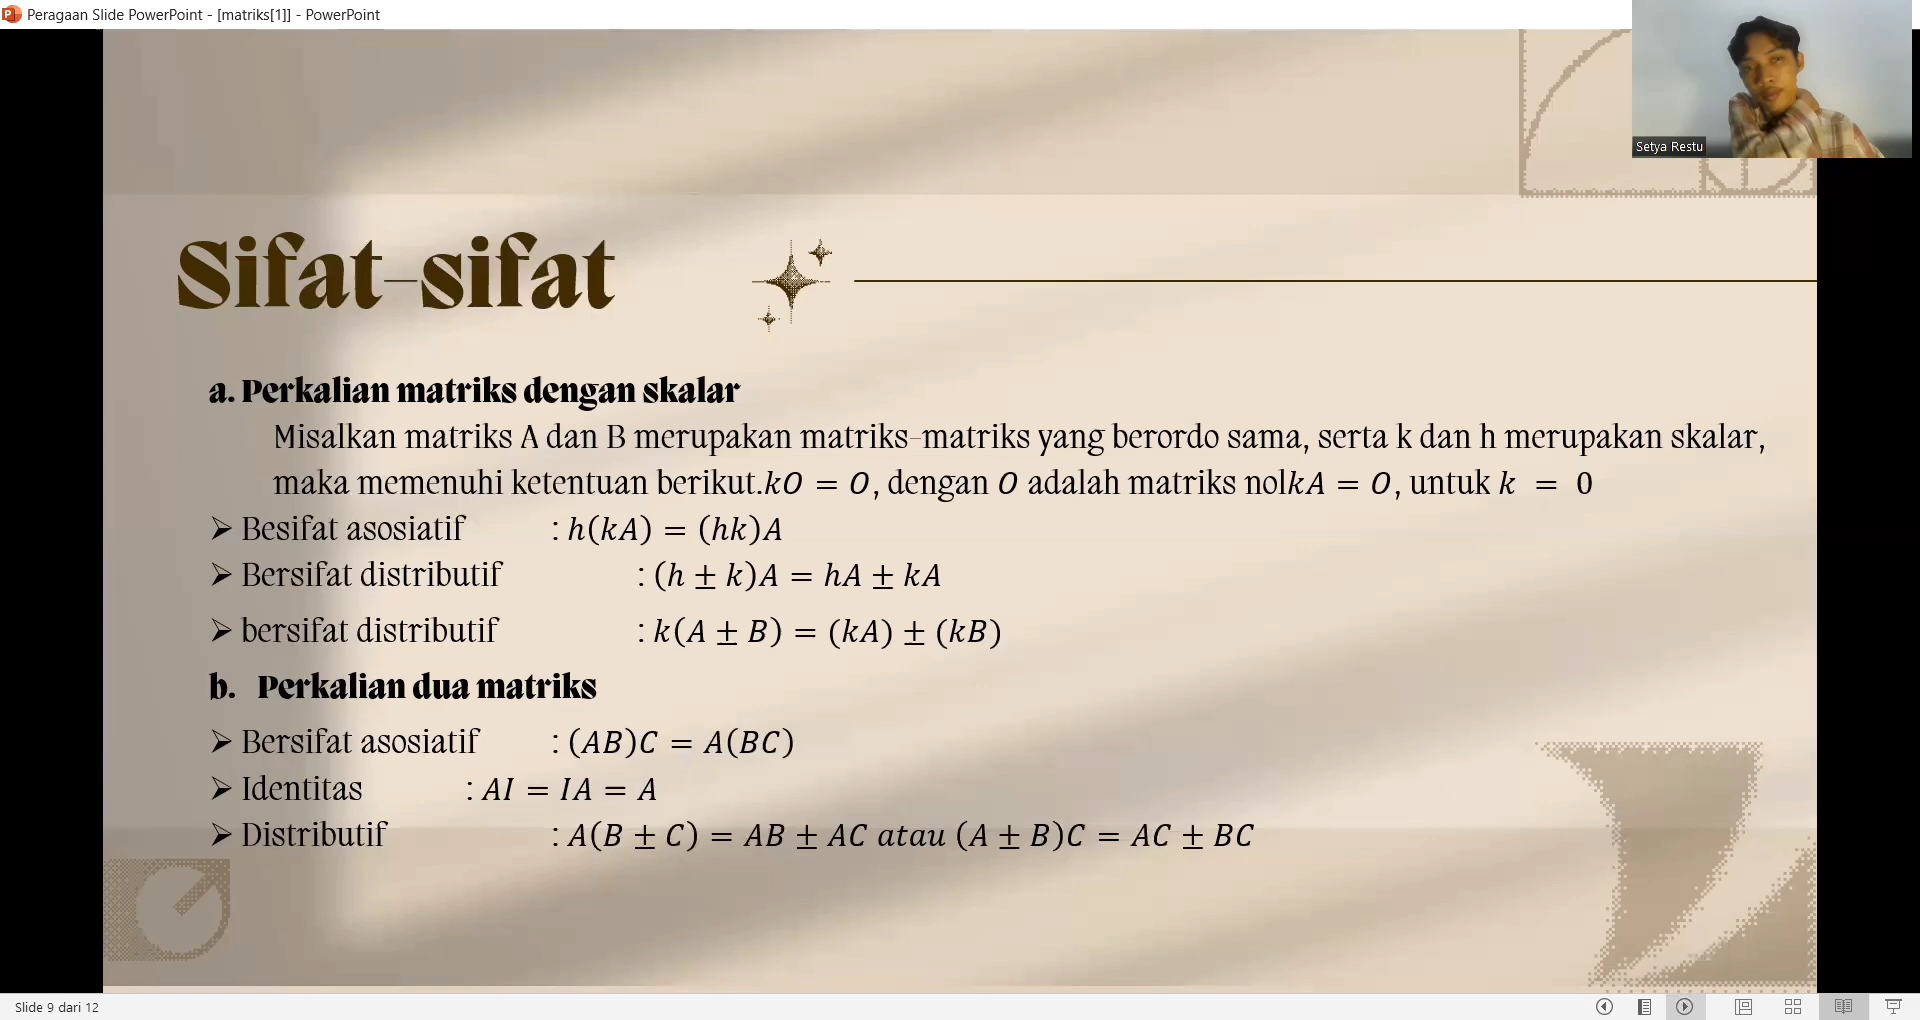 Peragaan Slide PowerPoint - [matriks[1]] - PowerPoint
Setya Restu
Sifat-sifat
a. Perkalian matriks dengan skalar
Misalkan matriks A dan B merupakan matriks-matriks yang berordo sama, serta k dan h merupakan skalar,
maka memenuhi ketentuan berikut.kO = O, dengan O adalah matriks nolkA = O, untuk k = 0
➢ Besifat asosiatif : h(kA) = (hk)A
➢ Bersifat distributif : (h ± k)A = hA ± kA
➢ bersifat distributif : k(A ± B) = (kA) ± (kB)
b. Perkalian dua matriks
➢ Bersifat asosiatif : (AB)C = A(BC)
➢ Identitas : AI = IA = A
➢ Distributif : A(B ± C) = AB ± AC atau (A ± B)C = AC ± BC
Slide 9 dari 12